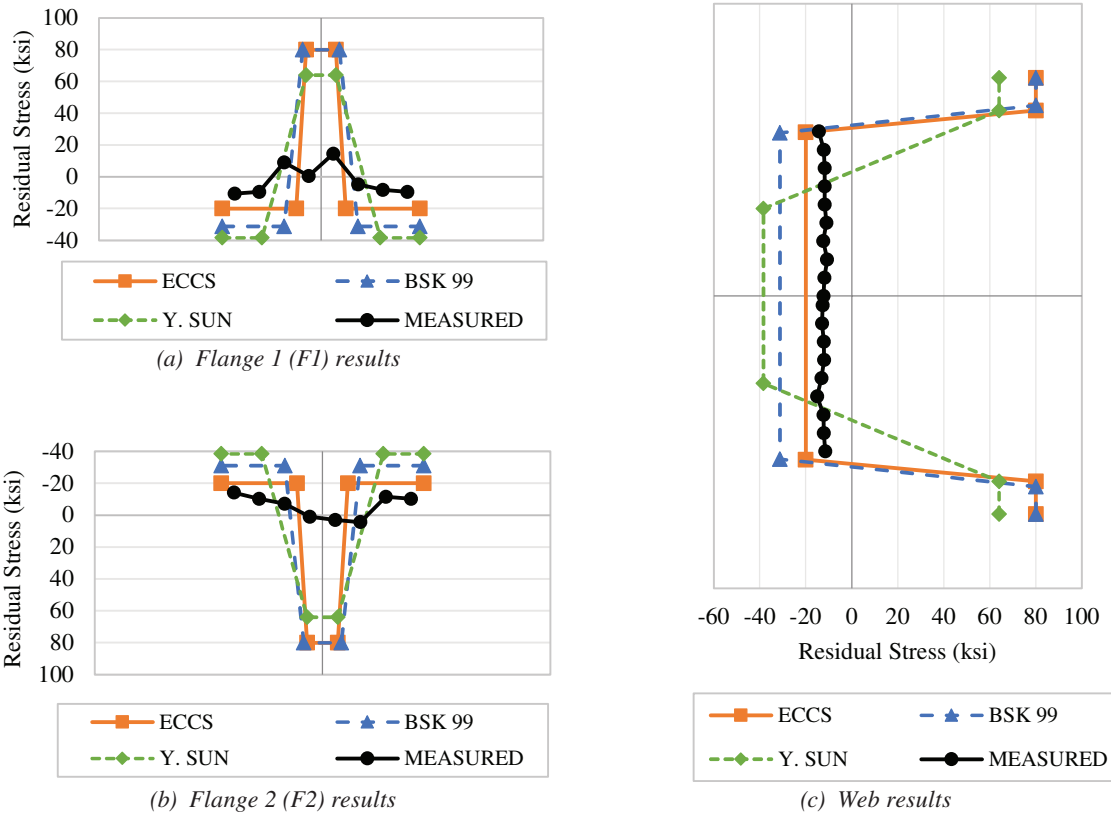 100
80
60
40
20
0
-20
-40
Residual Stress (ksi)
ECCS BSK 99
Y. SUN MEASURED
(a) Flange 1 (F1) results
-40
-20
0
20
40
60
80
100
Residual Stress (ksi)
ECCS BSK 99
Y. SUN MEASURED
(b) Flange 2 (F2) results
-60 -40 -20 0 20 40 60 80 100
Residual Stress (ksi)
ECCS BSK 99
Y. SUN MEASURED
(c) Web results